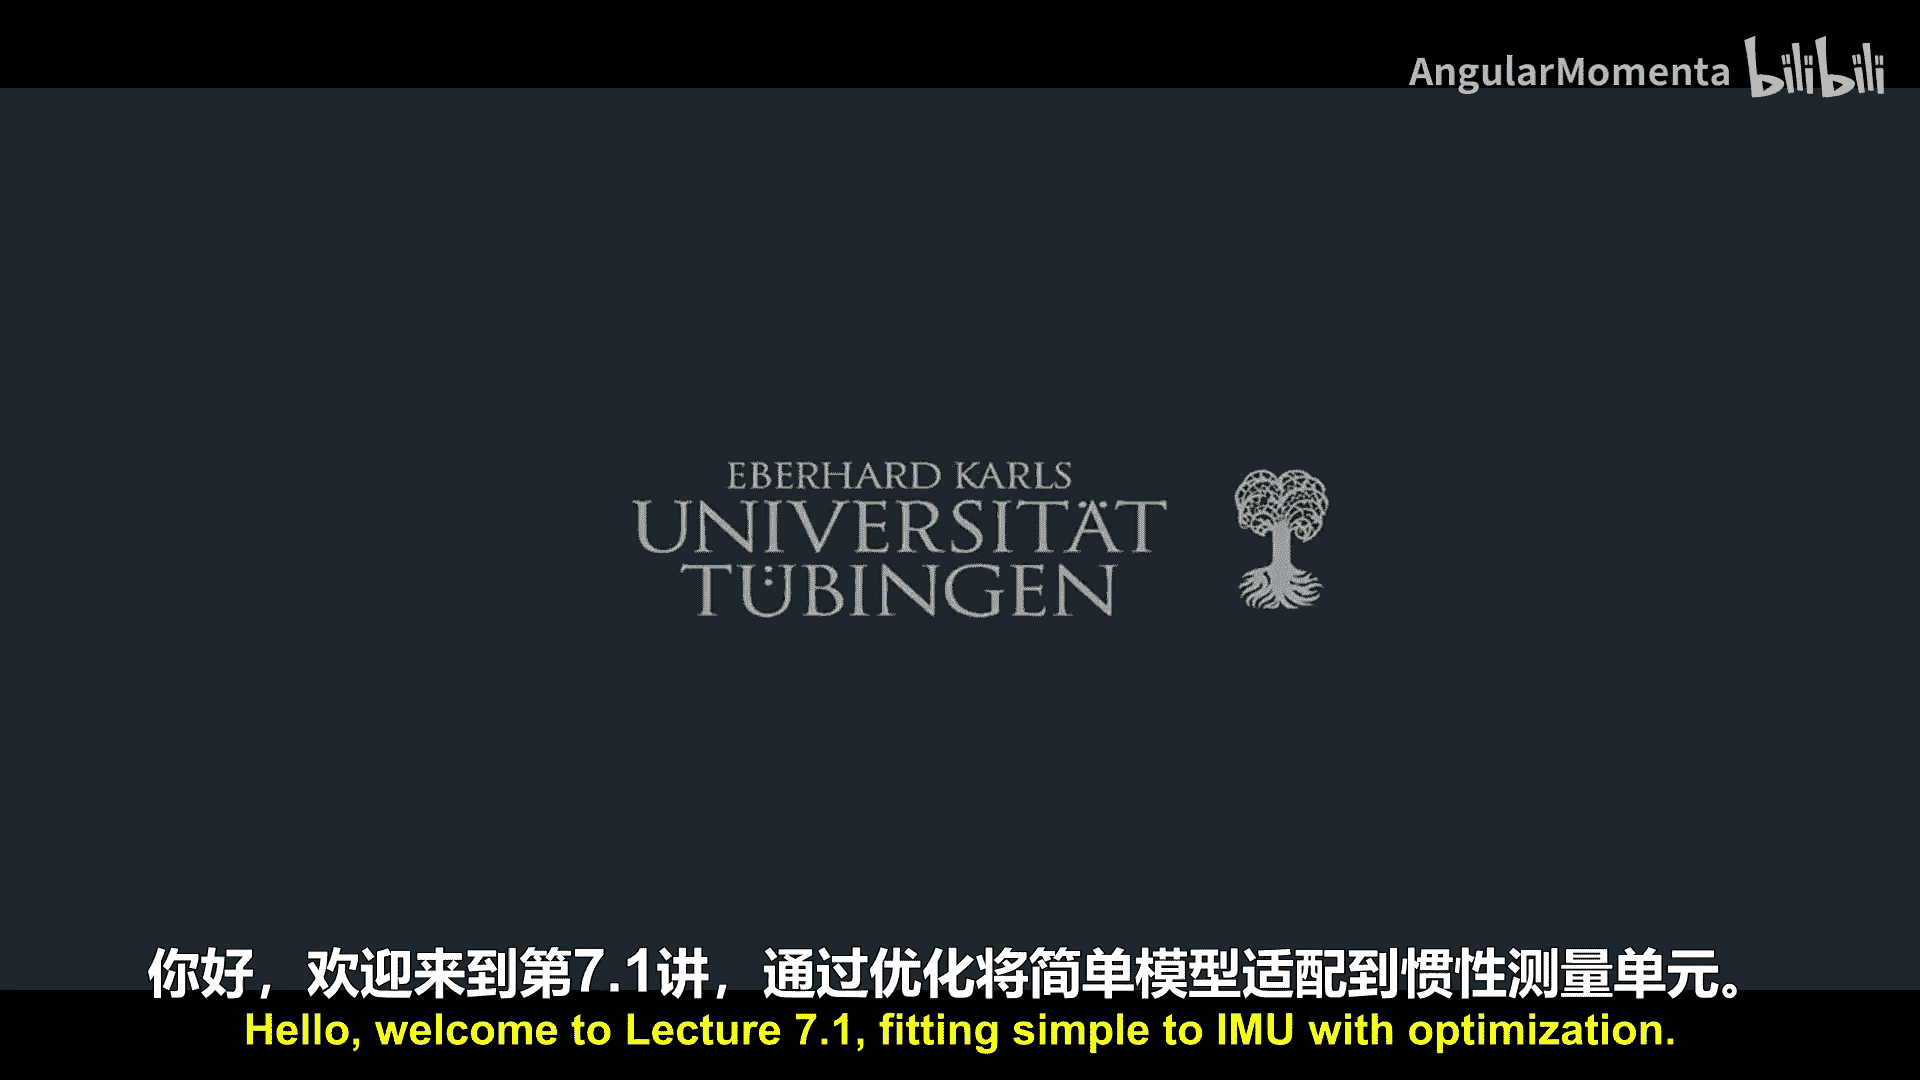 AngularMomenta bilibili
EBERHARD KARLS
UNIVERSITÄT
TÜBINGEN
你好，欢迎来到第7.1讲，通过优化将简单模型适配到惯性测量单元。
Hello, welcome to Lecture 7.1, fitting simple to IMU with optimization.